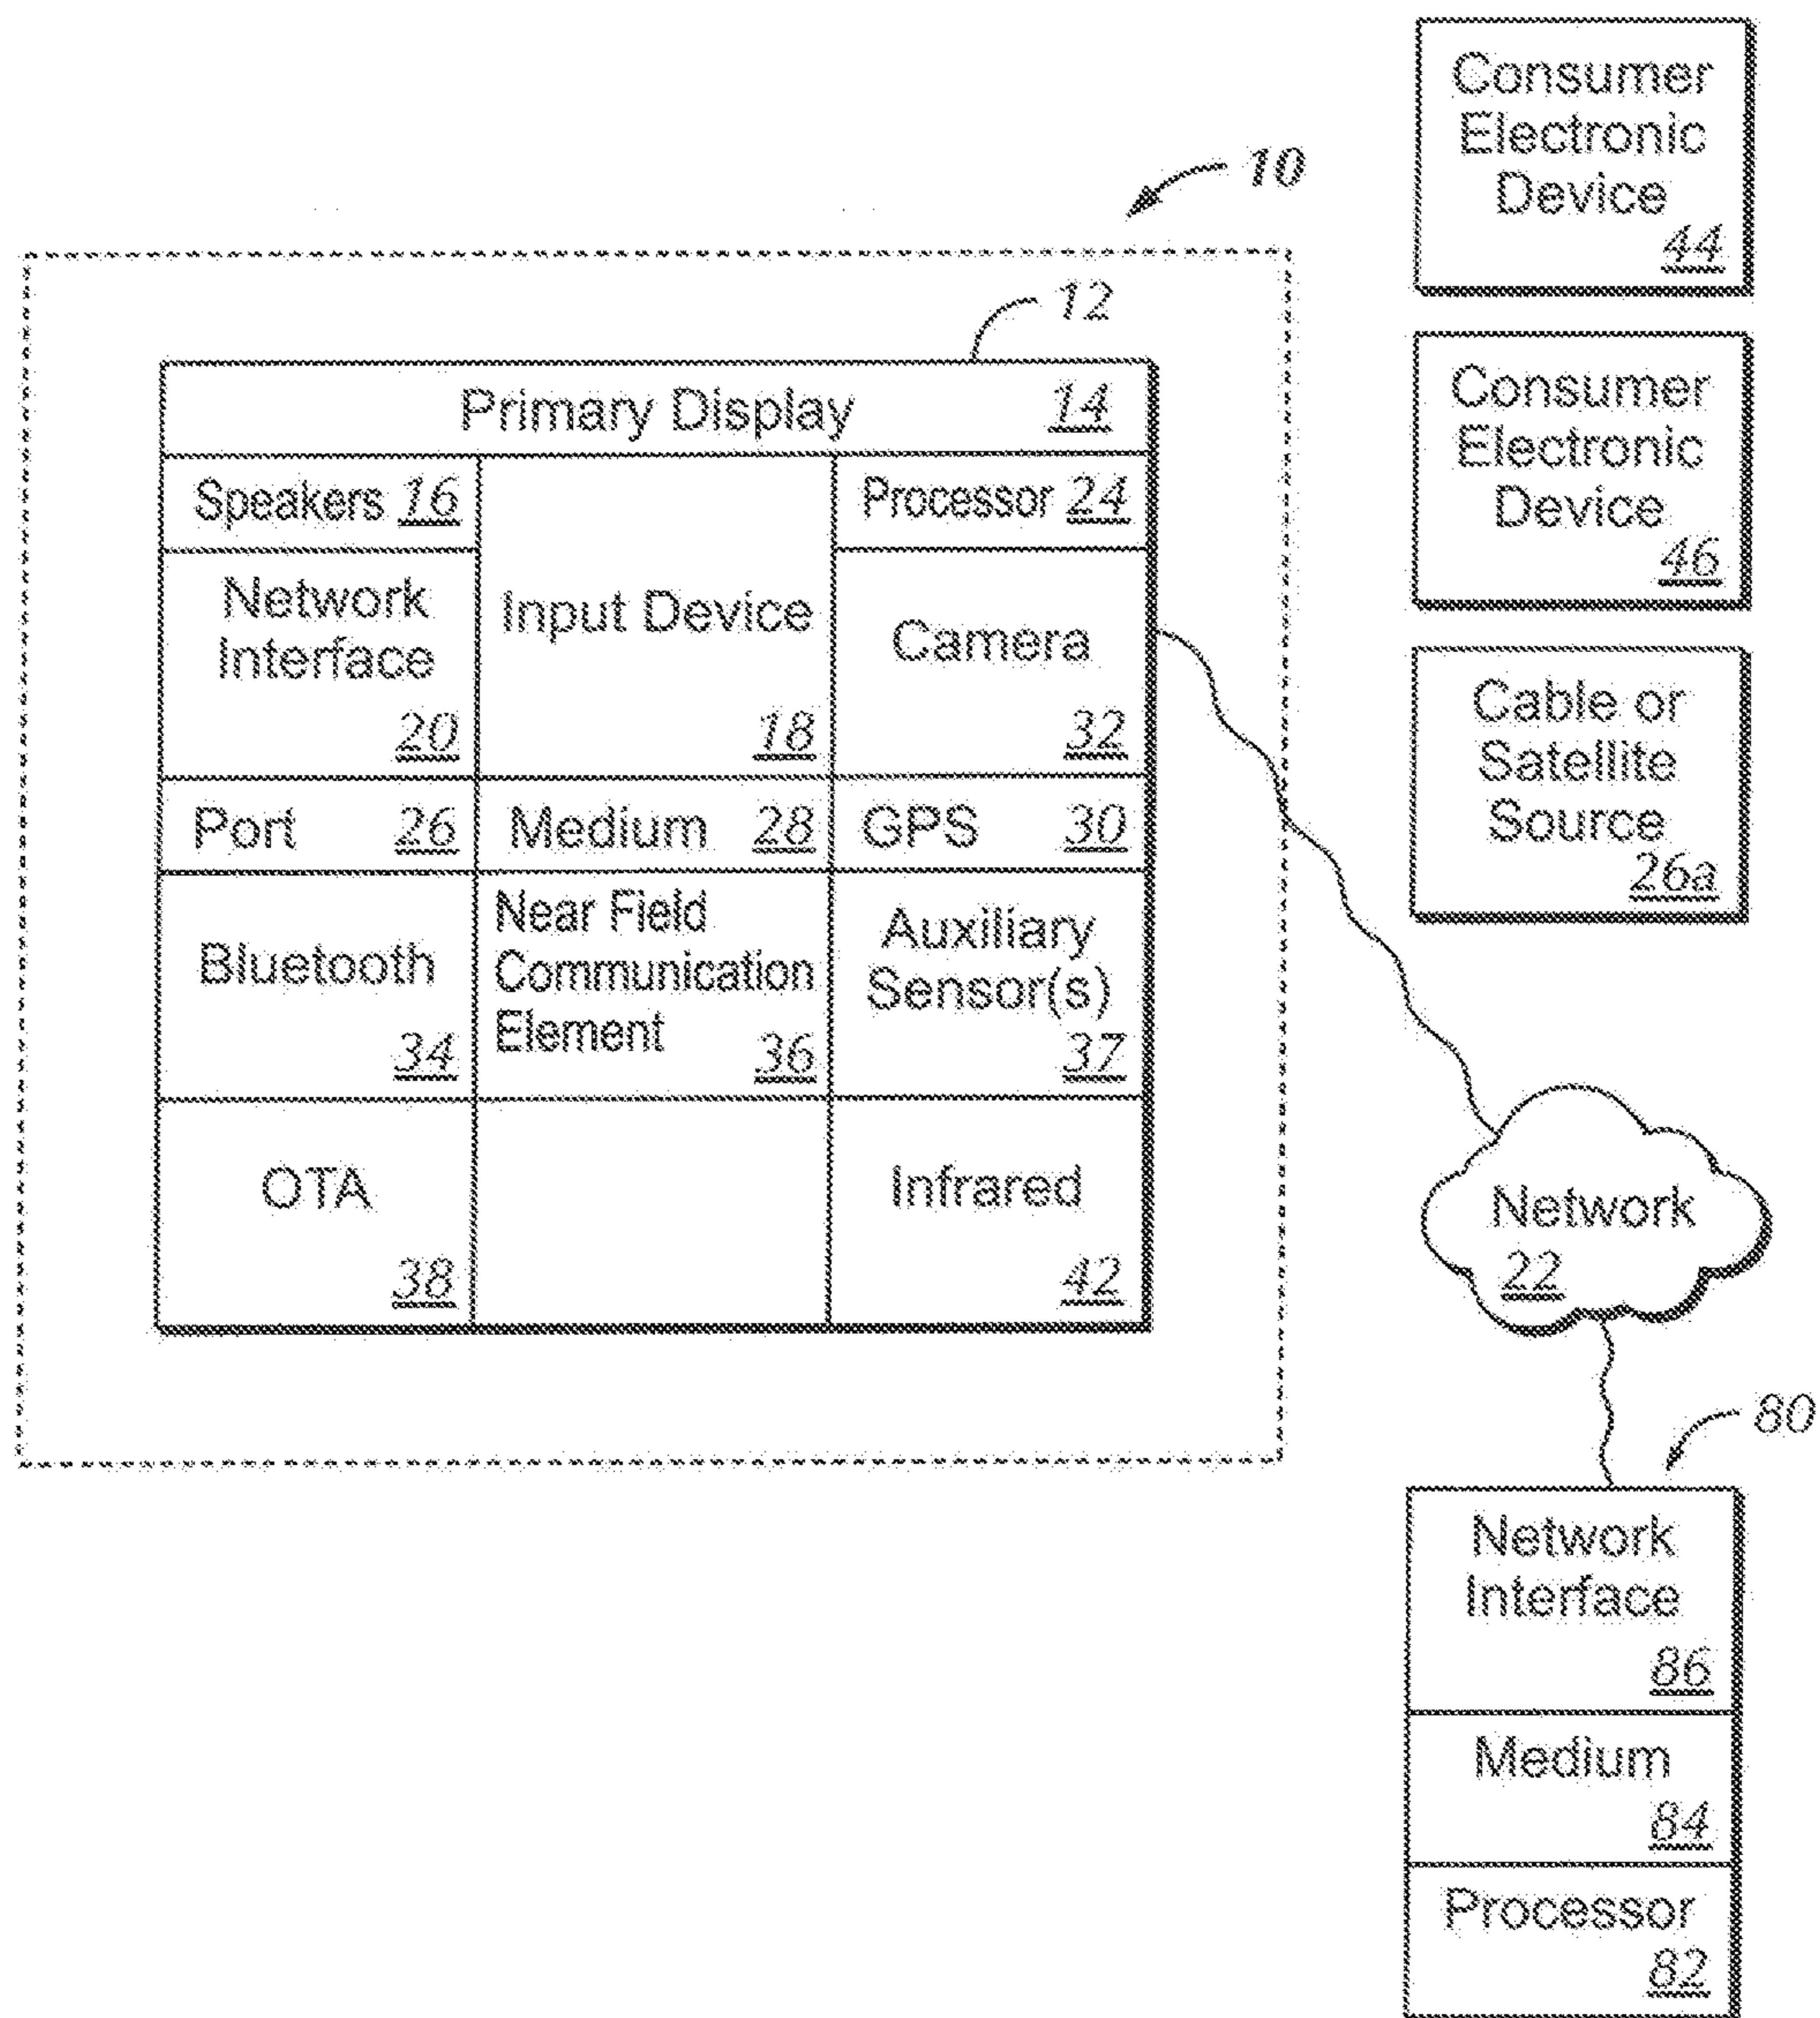 10
12
Primary Display 14
Speakers 16
Input Device
18
Processor 24
Network
Interface
20
Camera
32
Port 26
Medium 28
GPS 30
Bluetooth
34
Near Field
Communication
Element 36
Auxiliary
Sensor(s)
37
OTA
38
Infrared
42
Consumer
Electronic
Device
44
Consumer
Electronic
Device
46
Cable or
Satellite
Source
26a
Network
22
80
Network
Interface
86
Medium
84
Processor
82